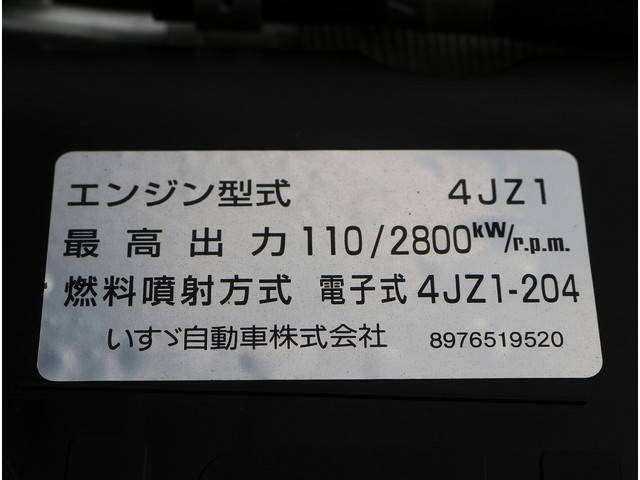 エンジン型式 4JZ1
最高出力 110/2800kW/r.p.m.
燃料噴射方式 電子式 4JZ1-204
いすゞ自動車株式会社 8976519520